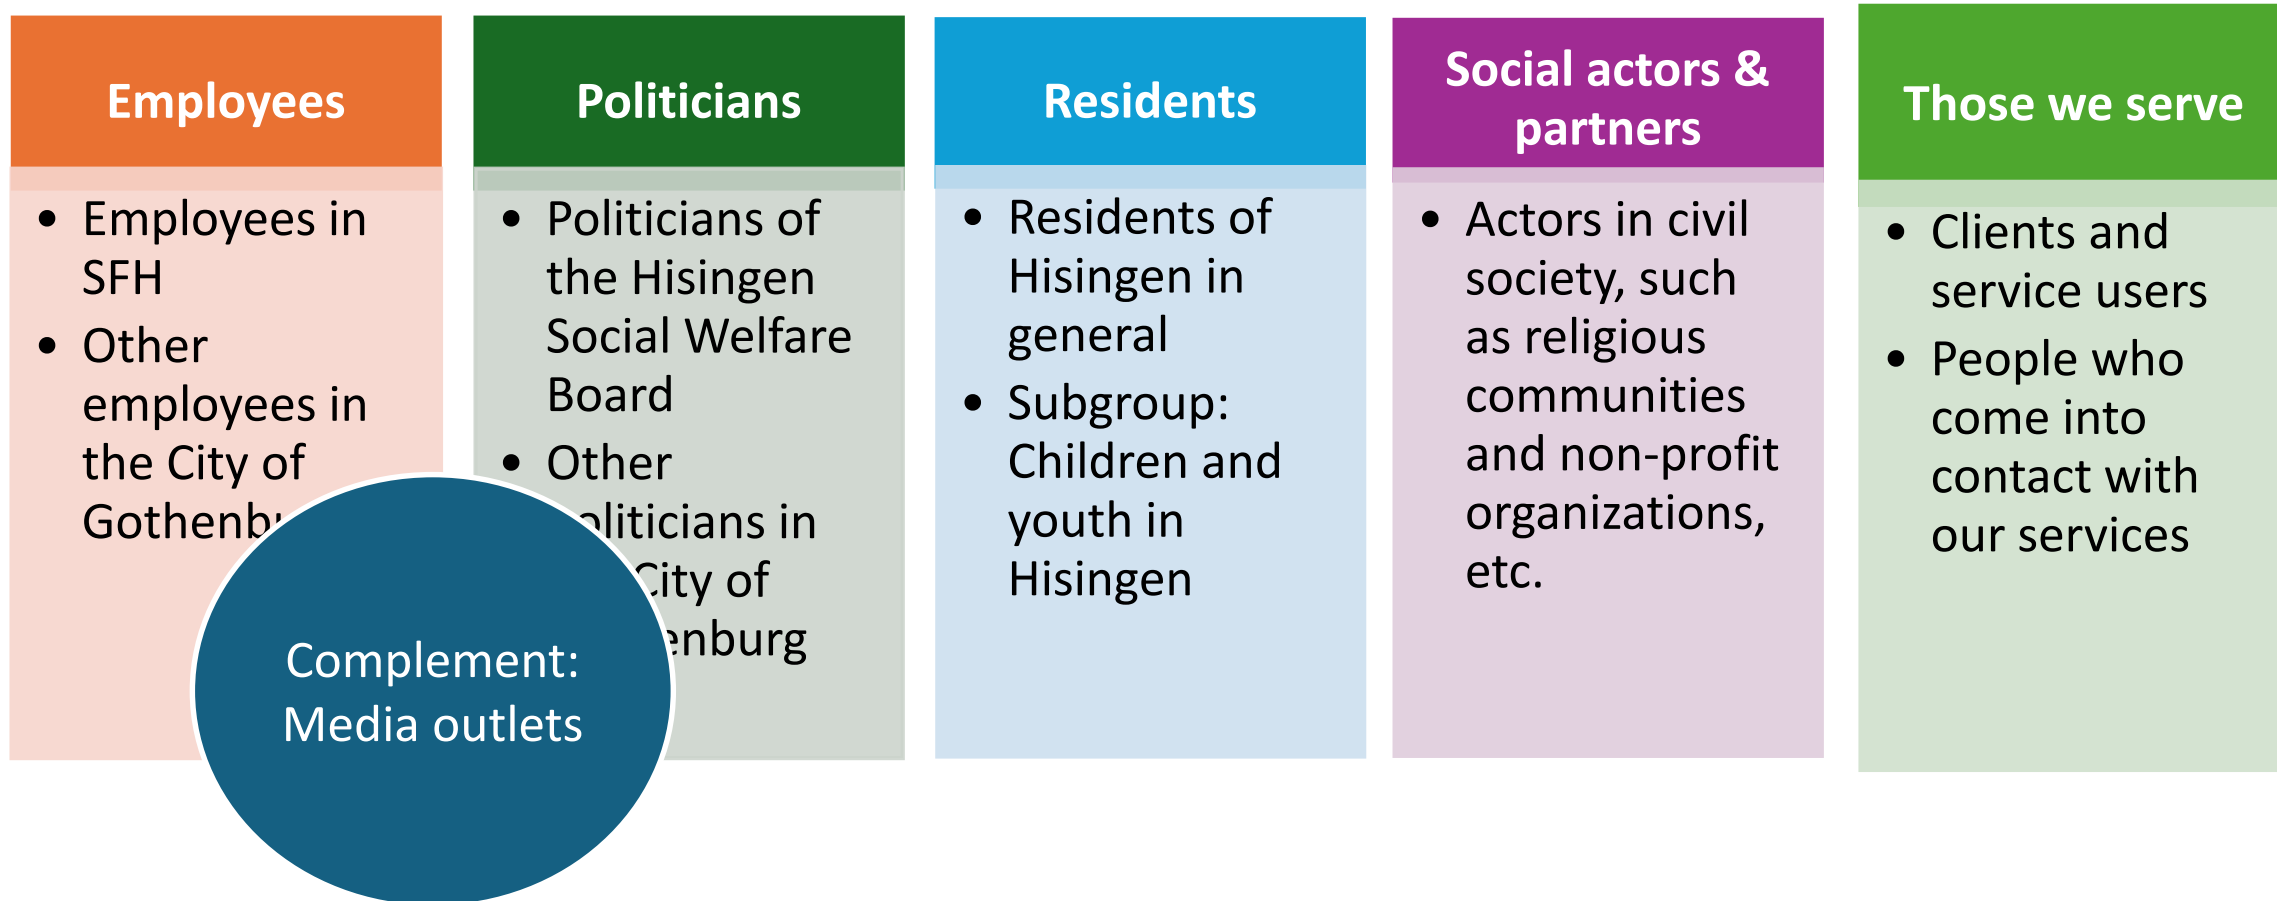 Employees
• Employees in
SFH
• Other
employees in
the City of
Politicians
• Politicians of
the Hisingen
Social Welfare
Board
• Other
politicians in
City of
Residents
• Residents of
Hisingen in
general
• Subgroup:
Children and
youth in
Hisingen
Social actors &
partners
• Actors in civil
society, such
as religious
communities
and non-profit
organizations,
etc.
Those we serve
• Clients and
service users
• People who
come into
contact with
our services
Complement:
Media outlets